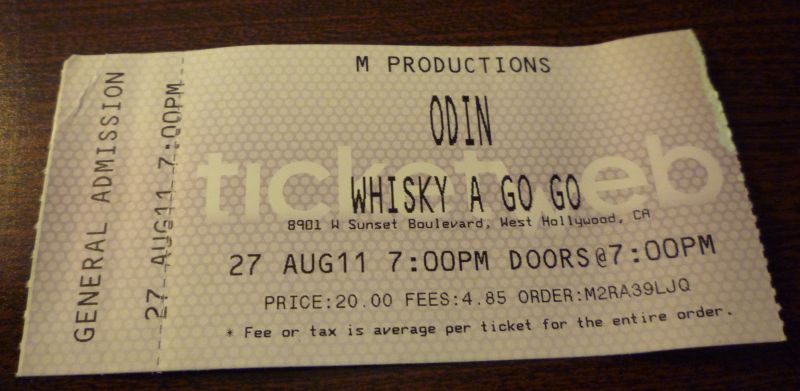 GENERAL ADMISSION
27 AUG11 7:00PM
M PRODUCTIONS
ODIN
ticketweb
WHISKY A GO GO
8901 W Sunset Boulevard, West Hollywood, CA
27 AUG11 7:00PM DOORS@7:00PM
PRICE:20.00 FEES:4.85 ORDER:M2RA39LJQ
* Fee or tax is average per ticket for the entire order.